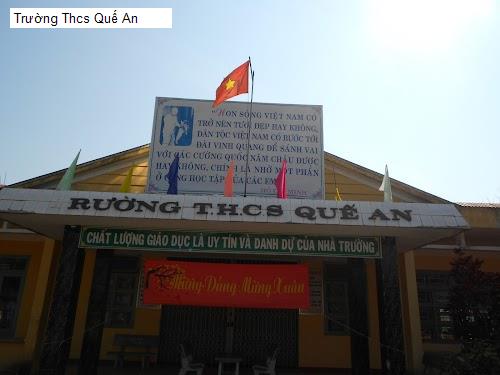 Trường Thcs Quế An
"NON SÔNG VIỆT NAM CÓ
TRỞ NÊN TƯƠI ĐẸP HAY KHÔNG,
DÂN TỘC VIỆT NAM CÓ BƯỚC TỚI
ĐÀI VINH QUANG ĐỂ SÁNH VAI
VỚI CÁC CƯỜNG QUỐC NĂM CHÂU ĐƯỢC
HAY KHÔNG, CHÍNH LÀ NHỜ MỘT PHẦN
Ở CÔNG HỌC TẬP CỦA CÁC EM"
RƯỜNG T.H.C.S QUẾ AN
CHẤT LƯỢNG GIÁO DỤC LÀ UY TÍN VÀ DANH DỰ CỦA NHÀ TRƯỜNG
Mừng Đảng Mừng Xuân